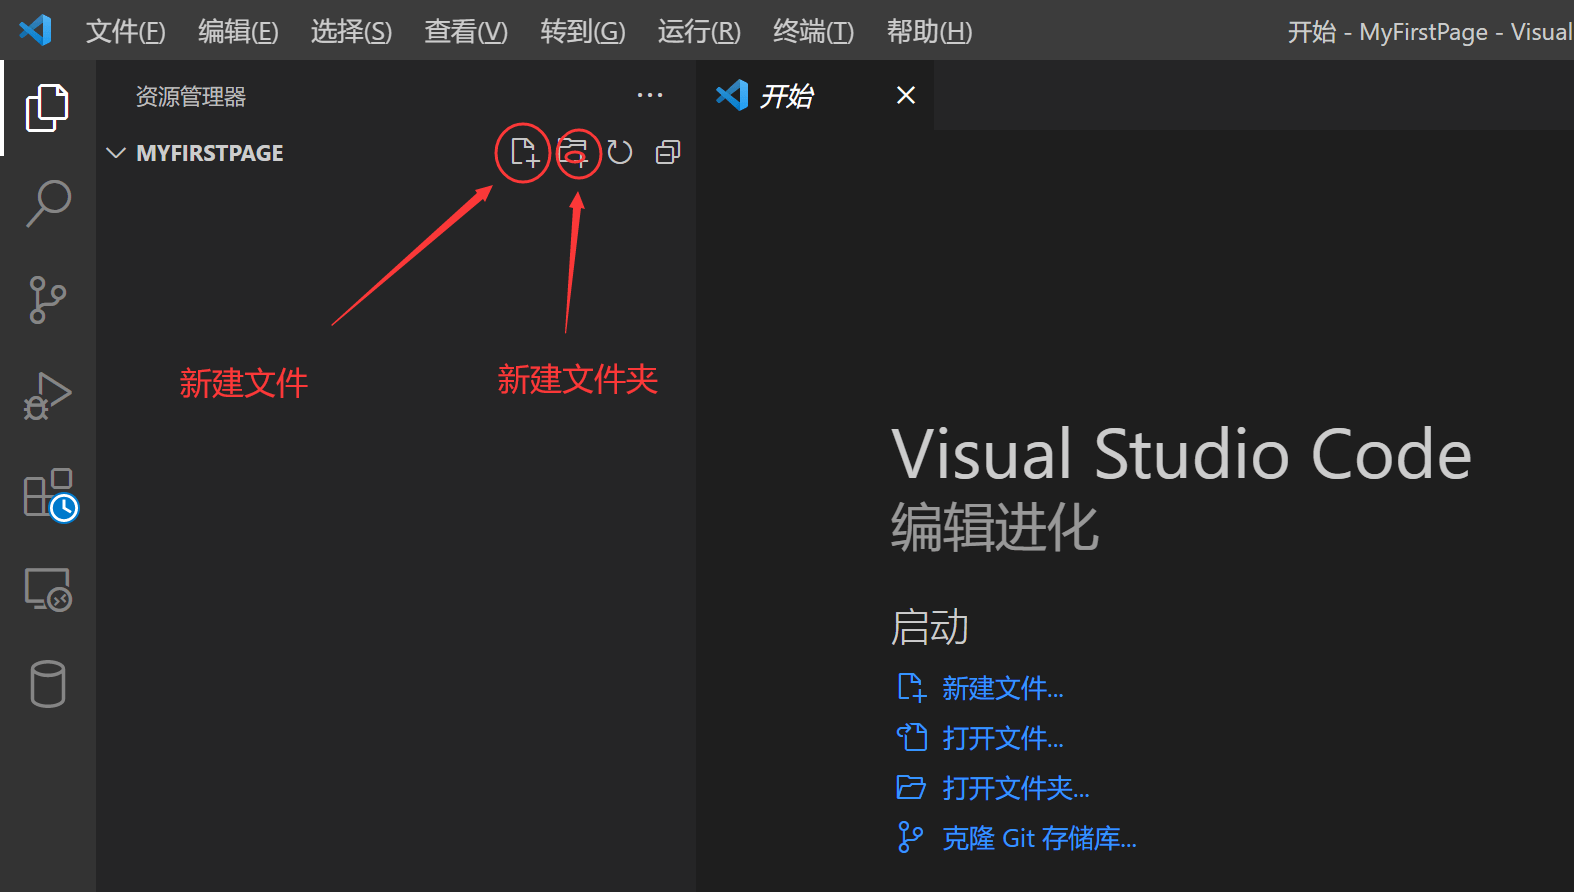 文件(F) 编辑(E) 选择(S) 查看(V) 转到(G) 运行(R) 终端(T) 帮助(H) 开始 - MyFirstPage - Visual
资源管理器 ...
开始
MYFIRSTPAGE
新建文件
新建文件夹
Visual Studio Code
编辑进化
启动
新建文件...
打开文件...
打开文件夹...
克隆 Git 存储库...